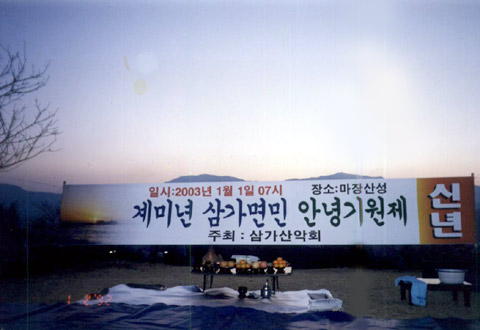 일시:2003년 1월 1일 07시 장소:마장산성
계미년 삼가면민 안녕기원제
주최 : 삼가산악회
신년